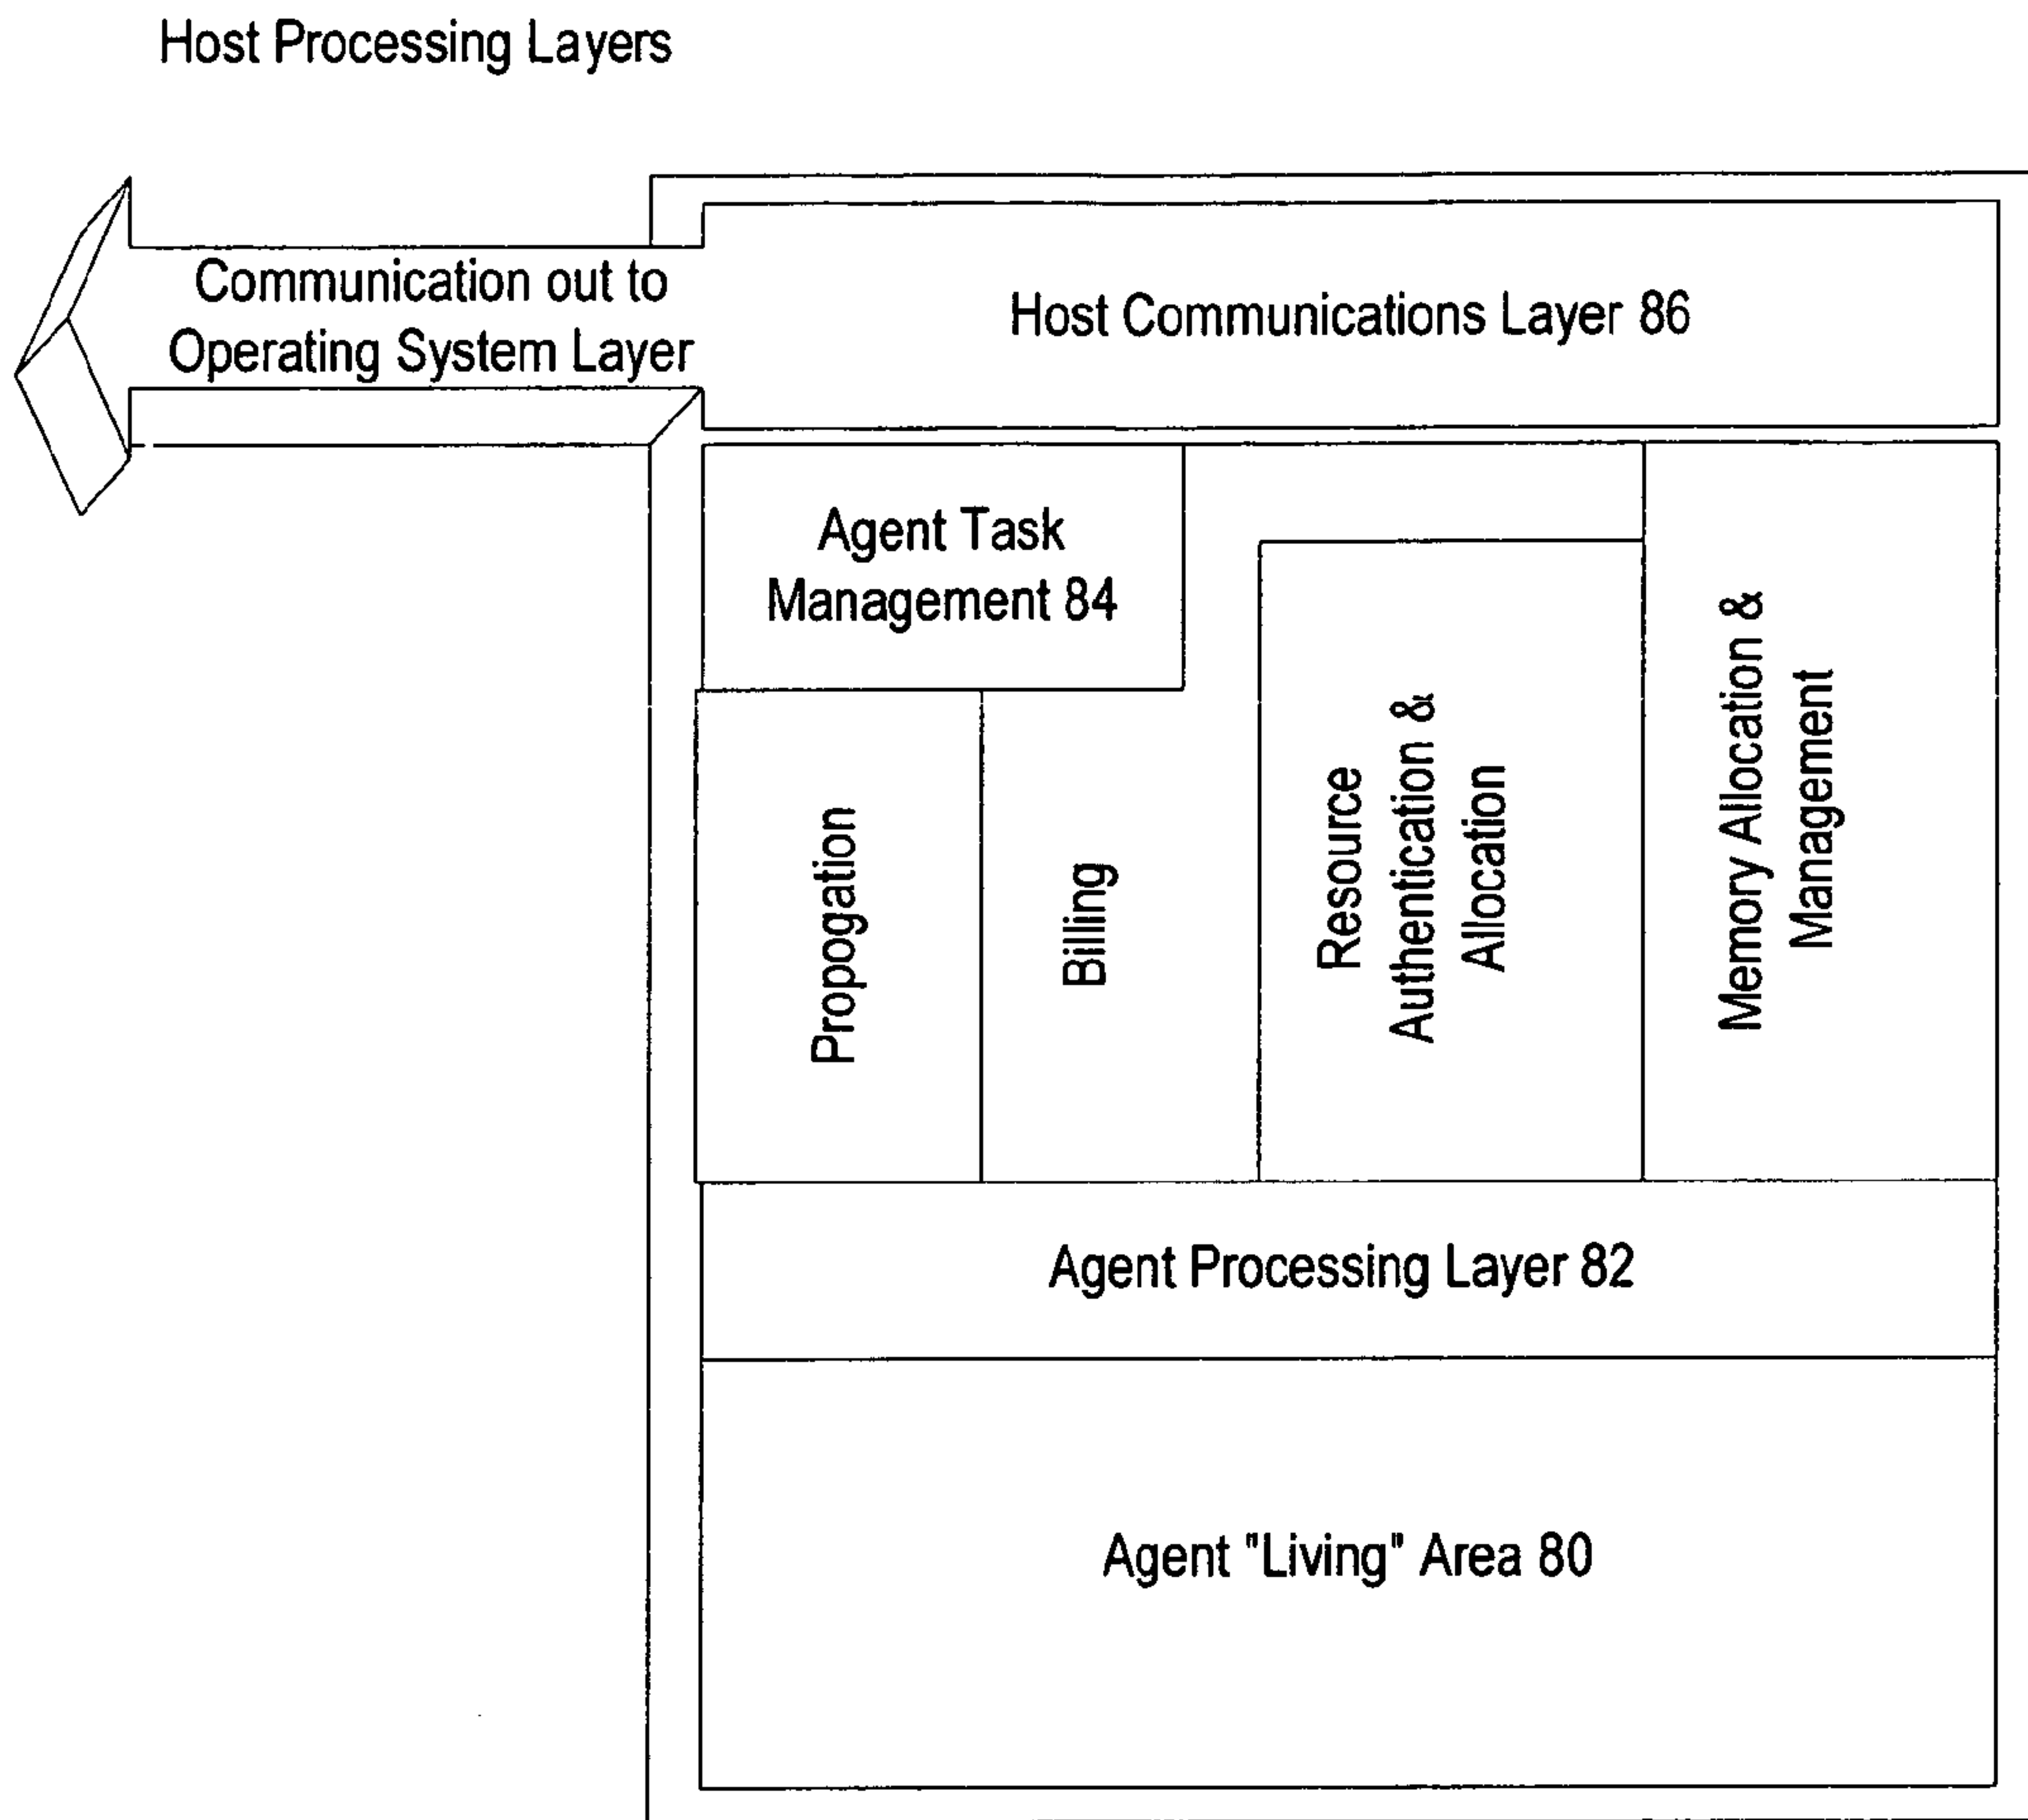 Host Processing Layers
Communication out to
Operating System Layer
Host Communications Layer 86
Agent Task
Management 84
Propogation
Billing
Resource
Authentication &
Allocation
Memory Allocation &
Management
Agent Processing Layer 82
Agent "Living" Area 80